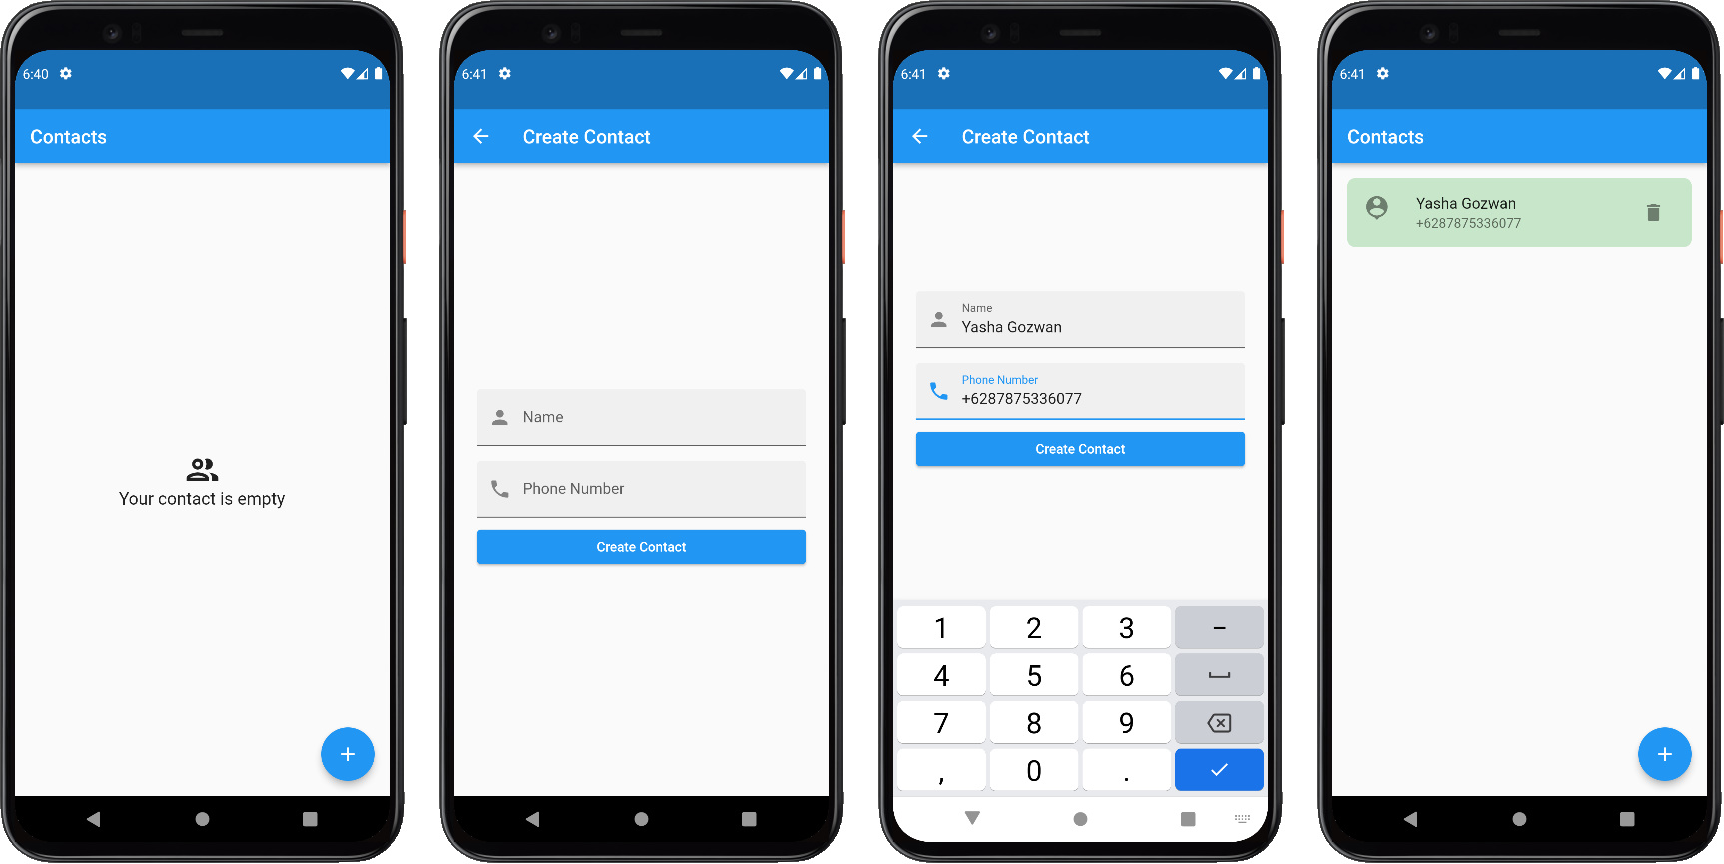 6:40
Contacts
Your contact is empty
+
6:41
Create Contact
Name
Phone Number
Create Contact
6:41
Create Contact
Name
Yasha Gozwan
Phone Number
+6287875336077
Create Contact
1 2 3 -
4 5 6
7 8 9
, 0 .
6:41
Contacts
Yasha Gozwan
+6287875336077
+